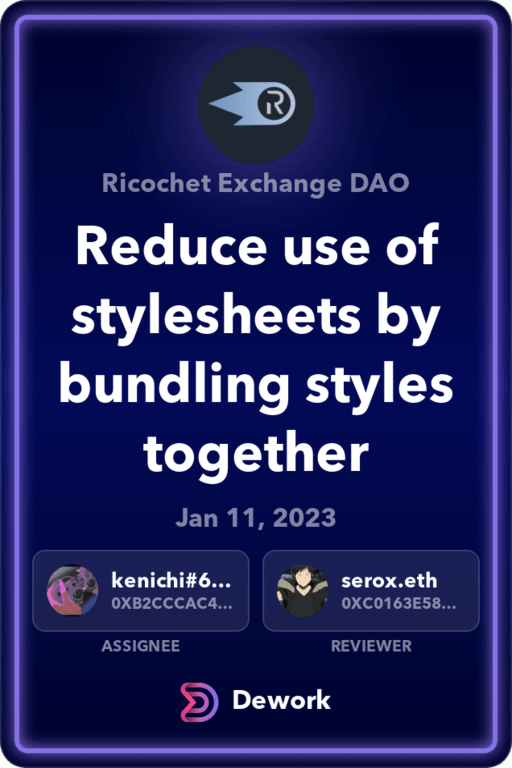 R
Ricochet Exchange DAO
Reduce use of
stylesheets by
bundling styles
together
Jan 11, 2023
kenichi#6... serox.eth
0XB2CCCAC4... 0XC0163E58...
ASSIGNEE REVIEWER
Dework